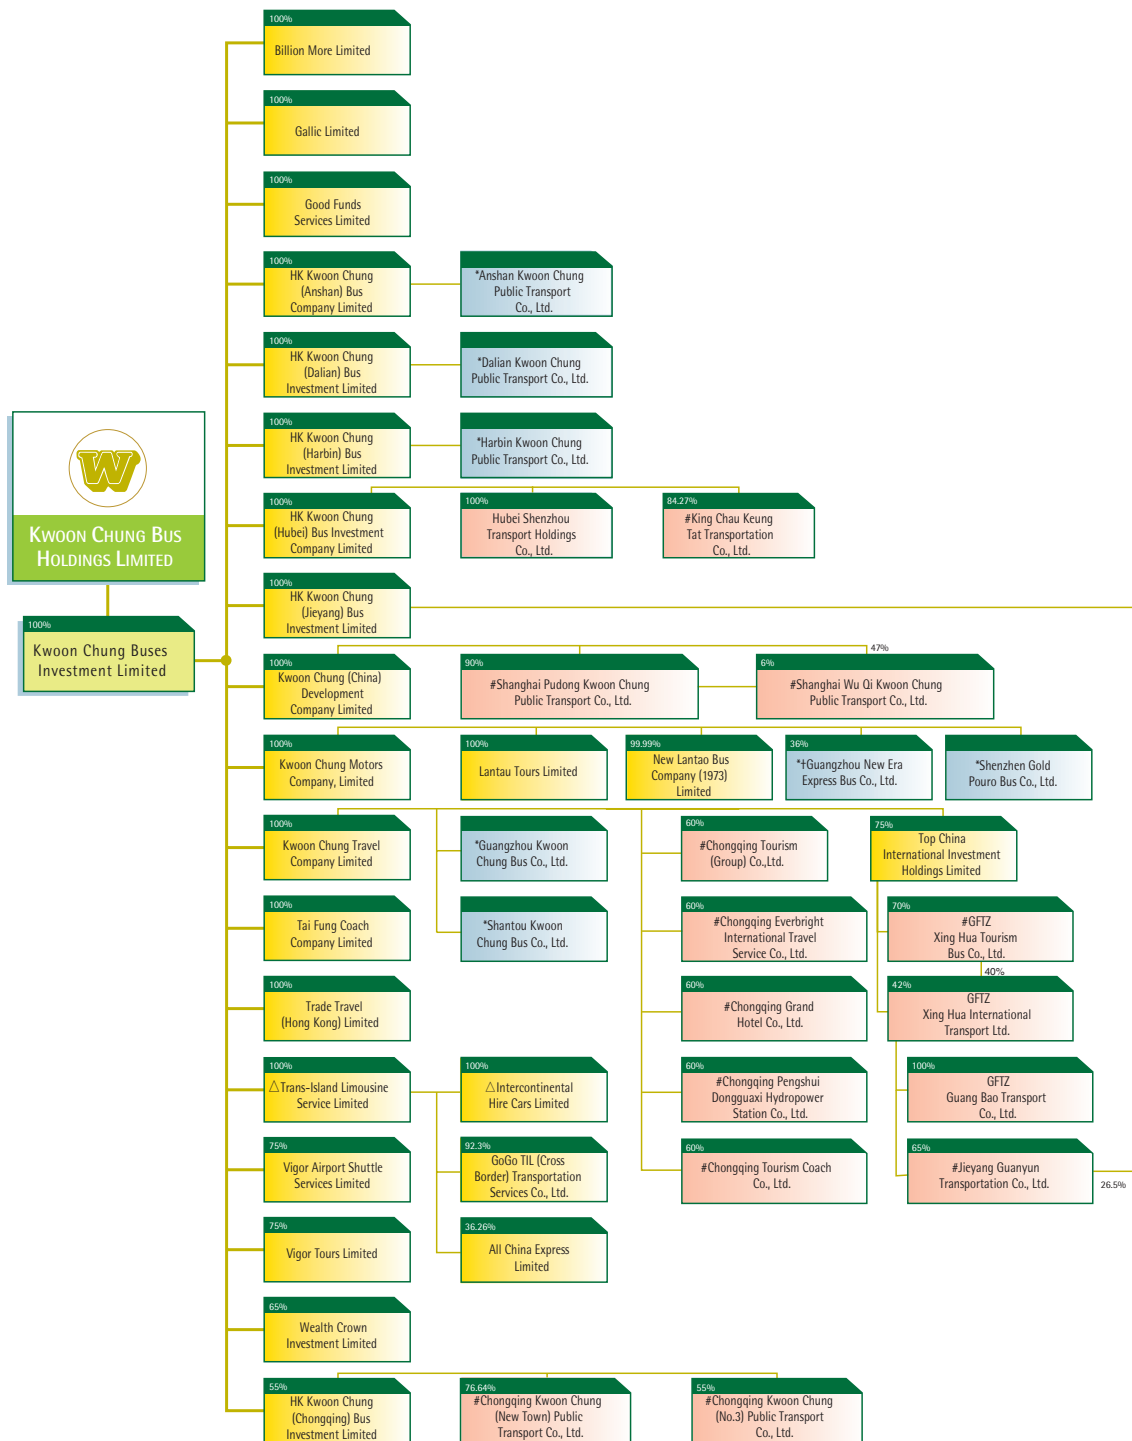 100%
Billion More Limited
100%
Gallic Limited
100%
Good Funds
Services Limited
100%
HK Kwoon Chung
(Anshan) Bus
Company Limited
*Anshan Kwoon Chung
Public Transport
Co., Ltd.
100%
HK Kwoon Chung
(Dalian) Bus
Investment Limited
*Dalian Kwoon Chung
Public Transport Co., Ltd.
100%
HK Kwoon Chung
(Harbin) Bus
Investment Limited
*Harbin Kwoon Chung
Public Transport Co., Ltd.
W
KWOON CHUNG BUS
HOLDINGS LIMITED
100%
Kwoon Chung Buses
Investment Limited
100%
HK Kwoon Chung
(Hubei) Bus Investment
Company Limited
100%
Hubei Shenzhou
Transport Holdings
Co., Ltd.
84.27%
#King Chau Keung
Tat Transportation
Co., Ltd.
100%
HK Kwoon Chung
(Jieyang) Bus
Investment Limited
100%
Kwoon Chung (China)
Development
Company Limited
90%
#Shanghai Pudong Kwoon Chung
Public Transport Co., Ltd.
47%
6%
#Shanghai Wu Qi Kwoon Chung
Public Transport Co., Ltd.
100%
Kwoon Chung Motors
Company, Limited
100%
Lantau Tours Limited
99.99%
New Lantao Bus
Company (1973)
Limited
36%
*†Guangzhou New Era
Express Bus Co., Ltd.
*Shenzhen Gold
Pouro Bus Co., Ltd.
100%
Kwoon Chung Travel
Company Limited
*Guangzhou Kwoon
Chung Bus Co., Ltd.
60%
#Chongqing Tourism
(Group) Co.,Ltd.
75%
Top China
International Investment
Holdings Limited
100%
Tai Fung Coach
Company Limited
*Shantou Kwoon
Chung Bus Co., Ltd.
60%
#Chongqing Everbright
International Travel
Service Co., Ltd.
70%
#GFTZ
Xing Hua Tourism
Bus Co., Ltd.
40%
100%
Trade Travel
(Hong Kong) Limited
60%
#Chongqing Grand
Hotel Co., Ltd.
42%
GFTZ
Xing Hua International
Transport Ltd.
100%
△Trans-Island Limousine
Service Limited
100%
△Intercontinental
Hire Cars Limited
60%
#Chongqing Pengshui
Dongguaxi Hydropower
Station Co., Ltd.
100%
GFTZ
Guang Bao Transport
Co., Ltd.
75%
Vigor Airport Shuttle
Services Limited
92.3%
GoGo TIL (Cross
Border) Transportation
Services Co., Ltd.
60%
#Chongqing Tourism Coach
Co., Ltd.
65%
#Jieyang Guanyun
Transportation Co., Ltd.
26.5%
75%
Vigor Tours Limited
36.26%
All China Express
Limited
65%
Wealth Crown
Investment Limited
55%
HK Kwoon Chung
(Chongqing) Bus
Investment Limited
76.64%
#Chongqing Kwoon Chung
(New Town) Public
Transport Co., Ltd.
55%
#Chongqing Kwoon Chung
(No.3) Public Transport
Co., Ltd.